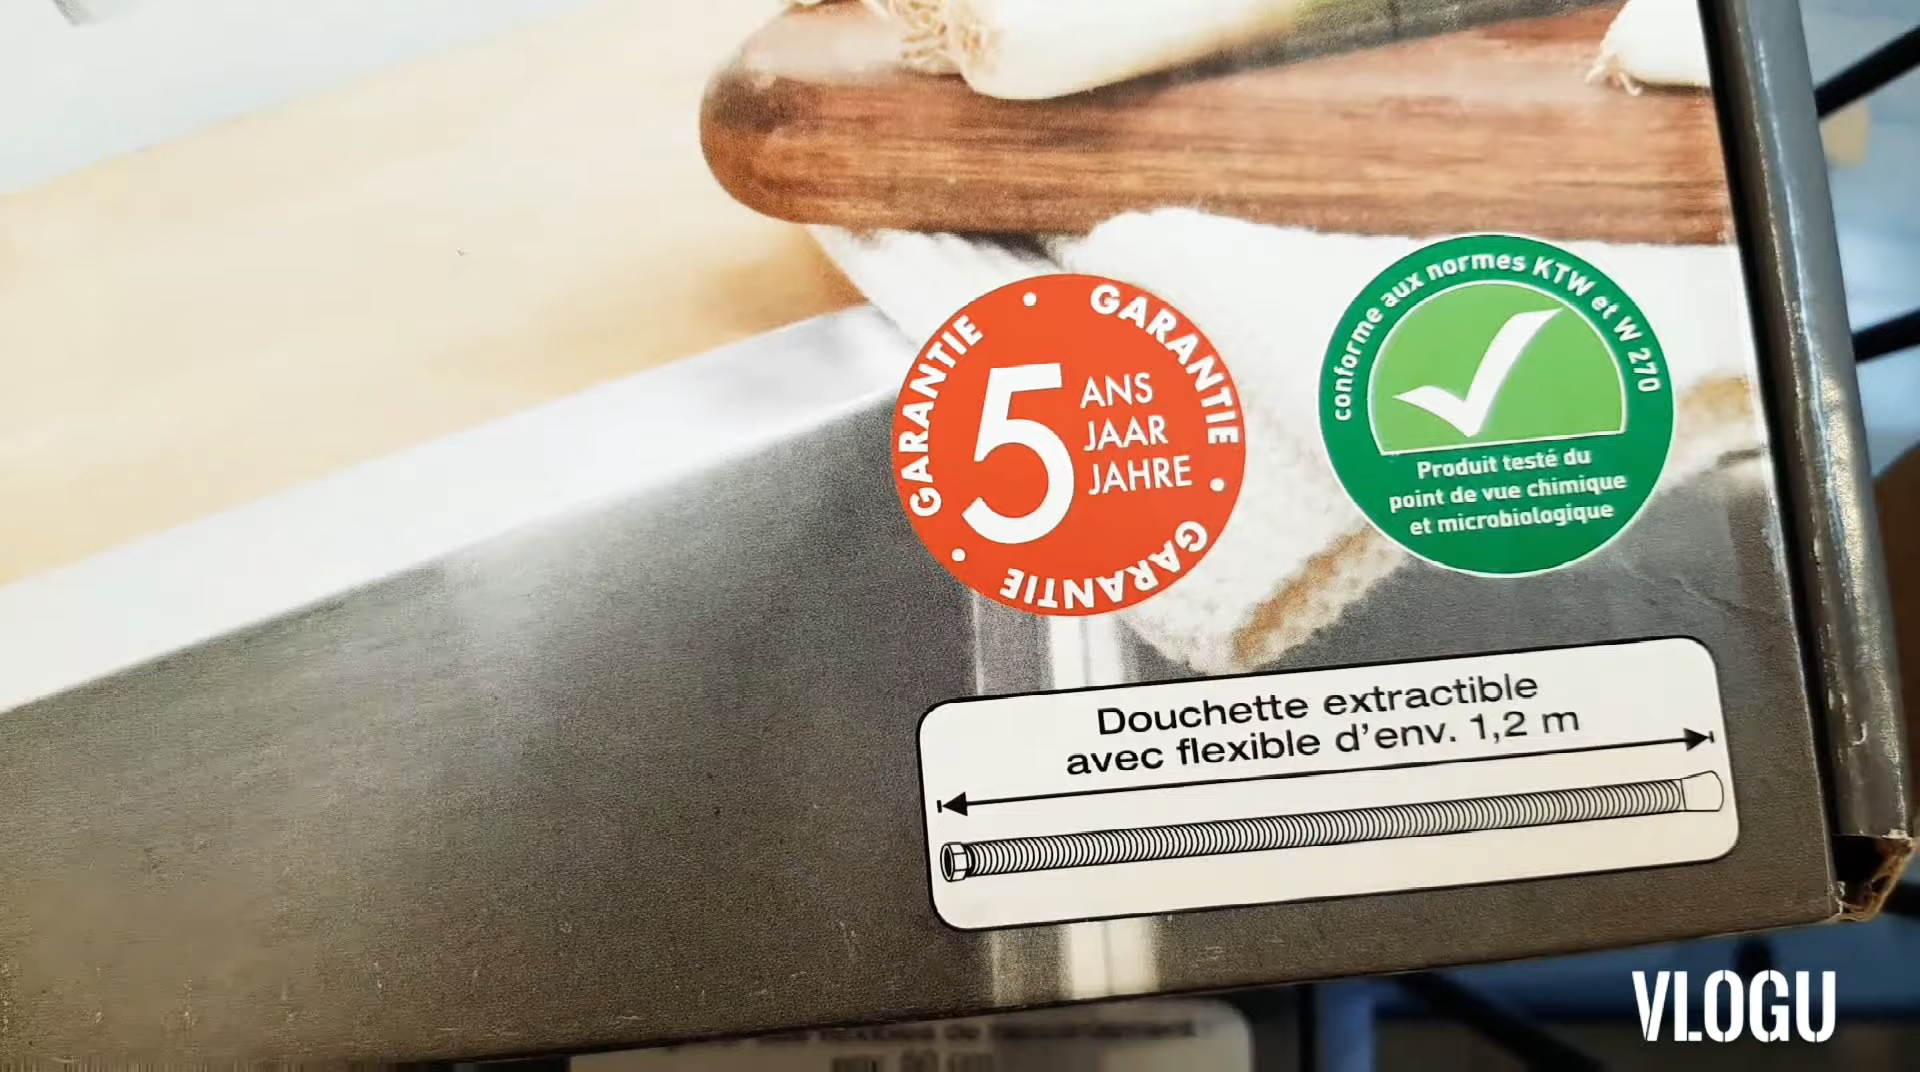 GARANTIE • GARANTIE • GARANTIE •
5
ANS
JAAR
JAHRE
conforme aux normes KTW et W 270
Produit testé du
point de vue chimique
et microbiologique
Douchette extractible
avec flexible d'env. 1,2 m
VLOGU